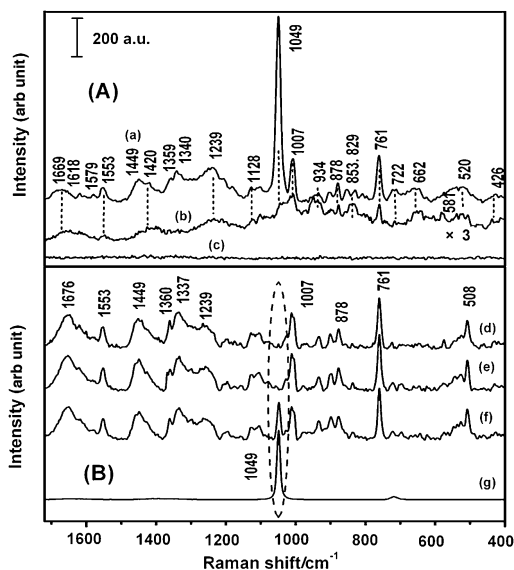 200 a.u.
(A)
1049
Intensity (arb unit)
1669
1618
1579
1553
1449
(a)
1420
1359
1340
1239
1128
1007
934
878
853.
829
761
722
662
581
520
426
(b)
× 3
(c)
1676
1553
1449
1360
1337
1239
1007
878
761
508
(d)
(e)
(f)
(g)
1049
(B)
Intensity (arb unit)
1600 1400 1200 1000 800 600 400
Raman shift/cm-1